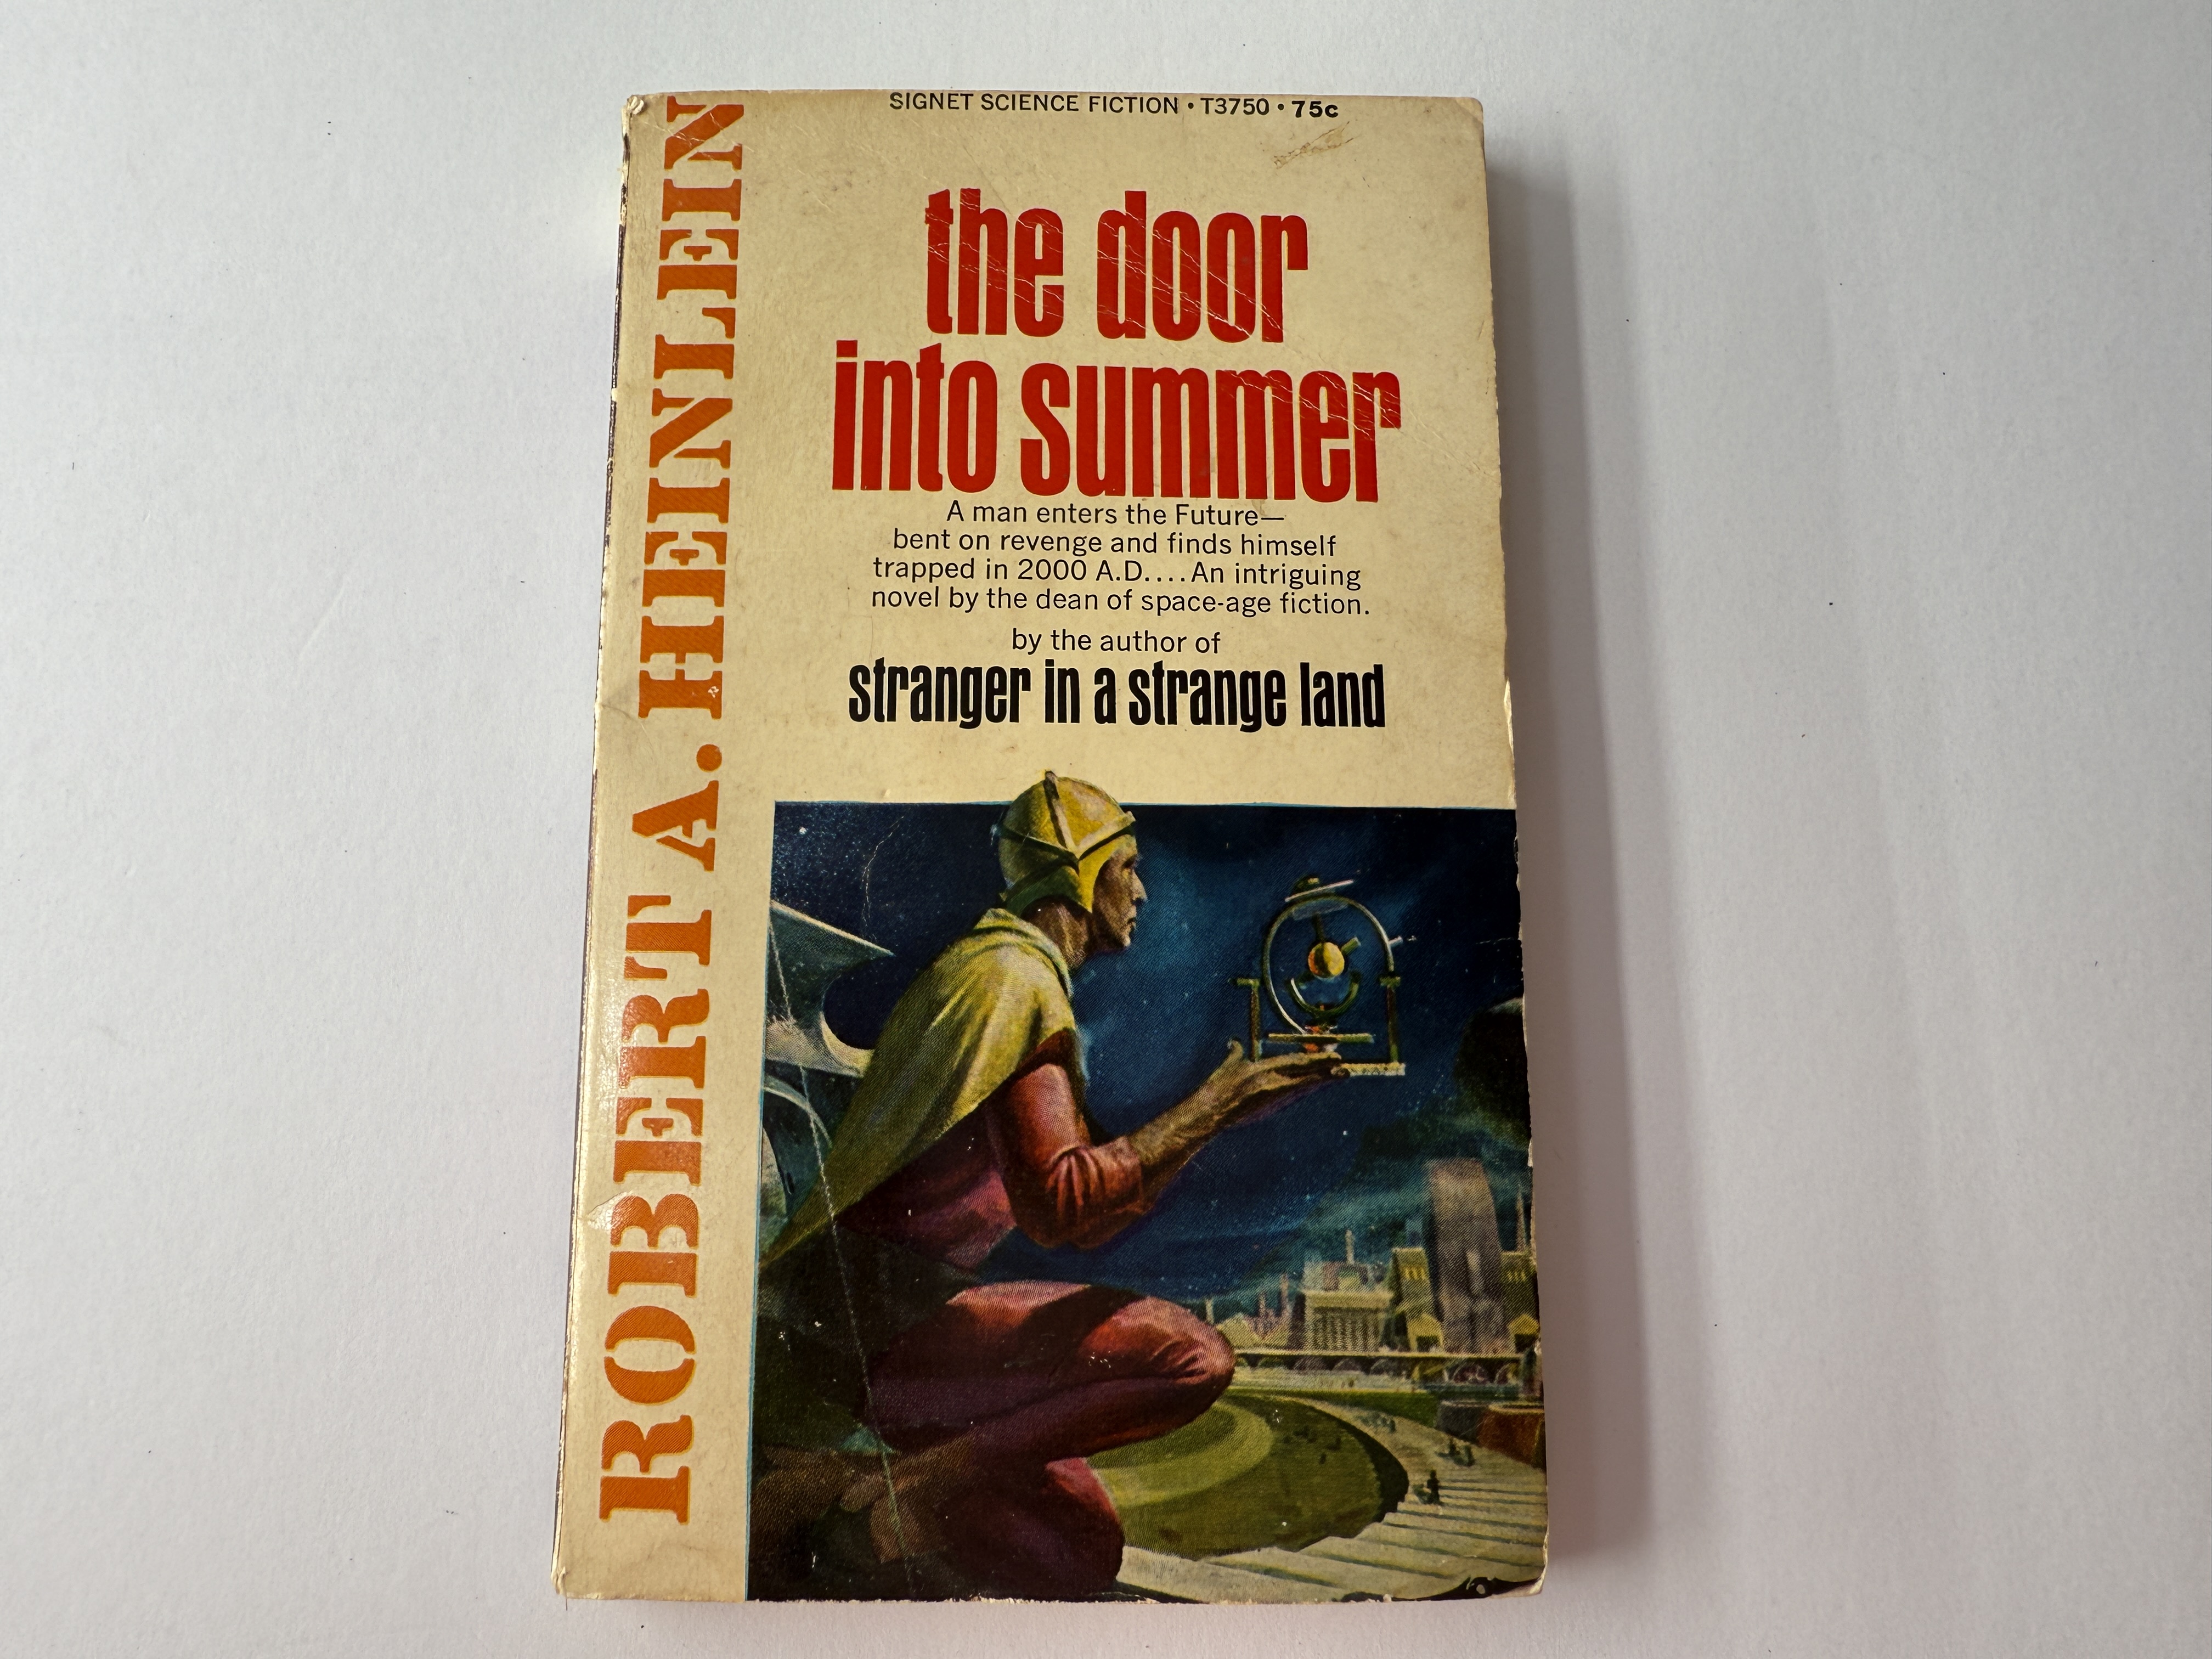 SIGNET SCIENCE FICTION • T3750 • 75c
ROBERT A. HEINLEIN
the door
into summer
A man enters the Future—
bent on revenge and finds himself
trapped in 2000 A.D....An intriguing
novel by the dean of space-age fiction.
by the author of
stranger in a strange land